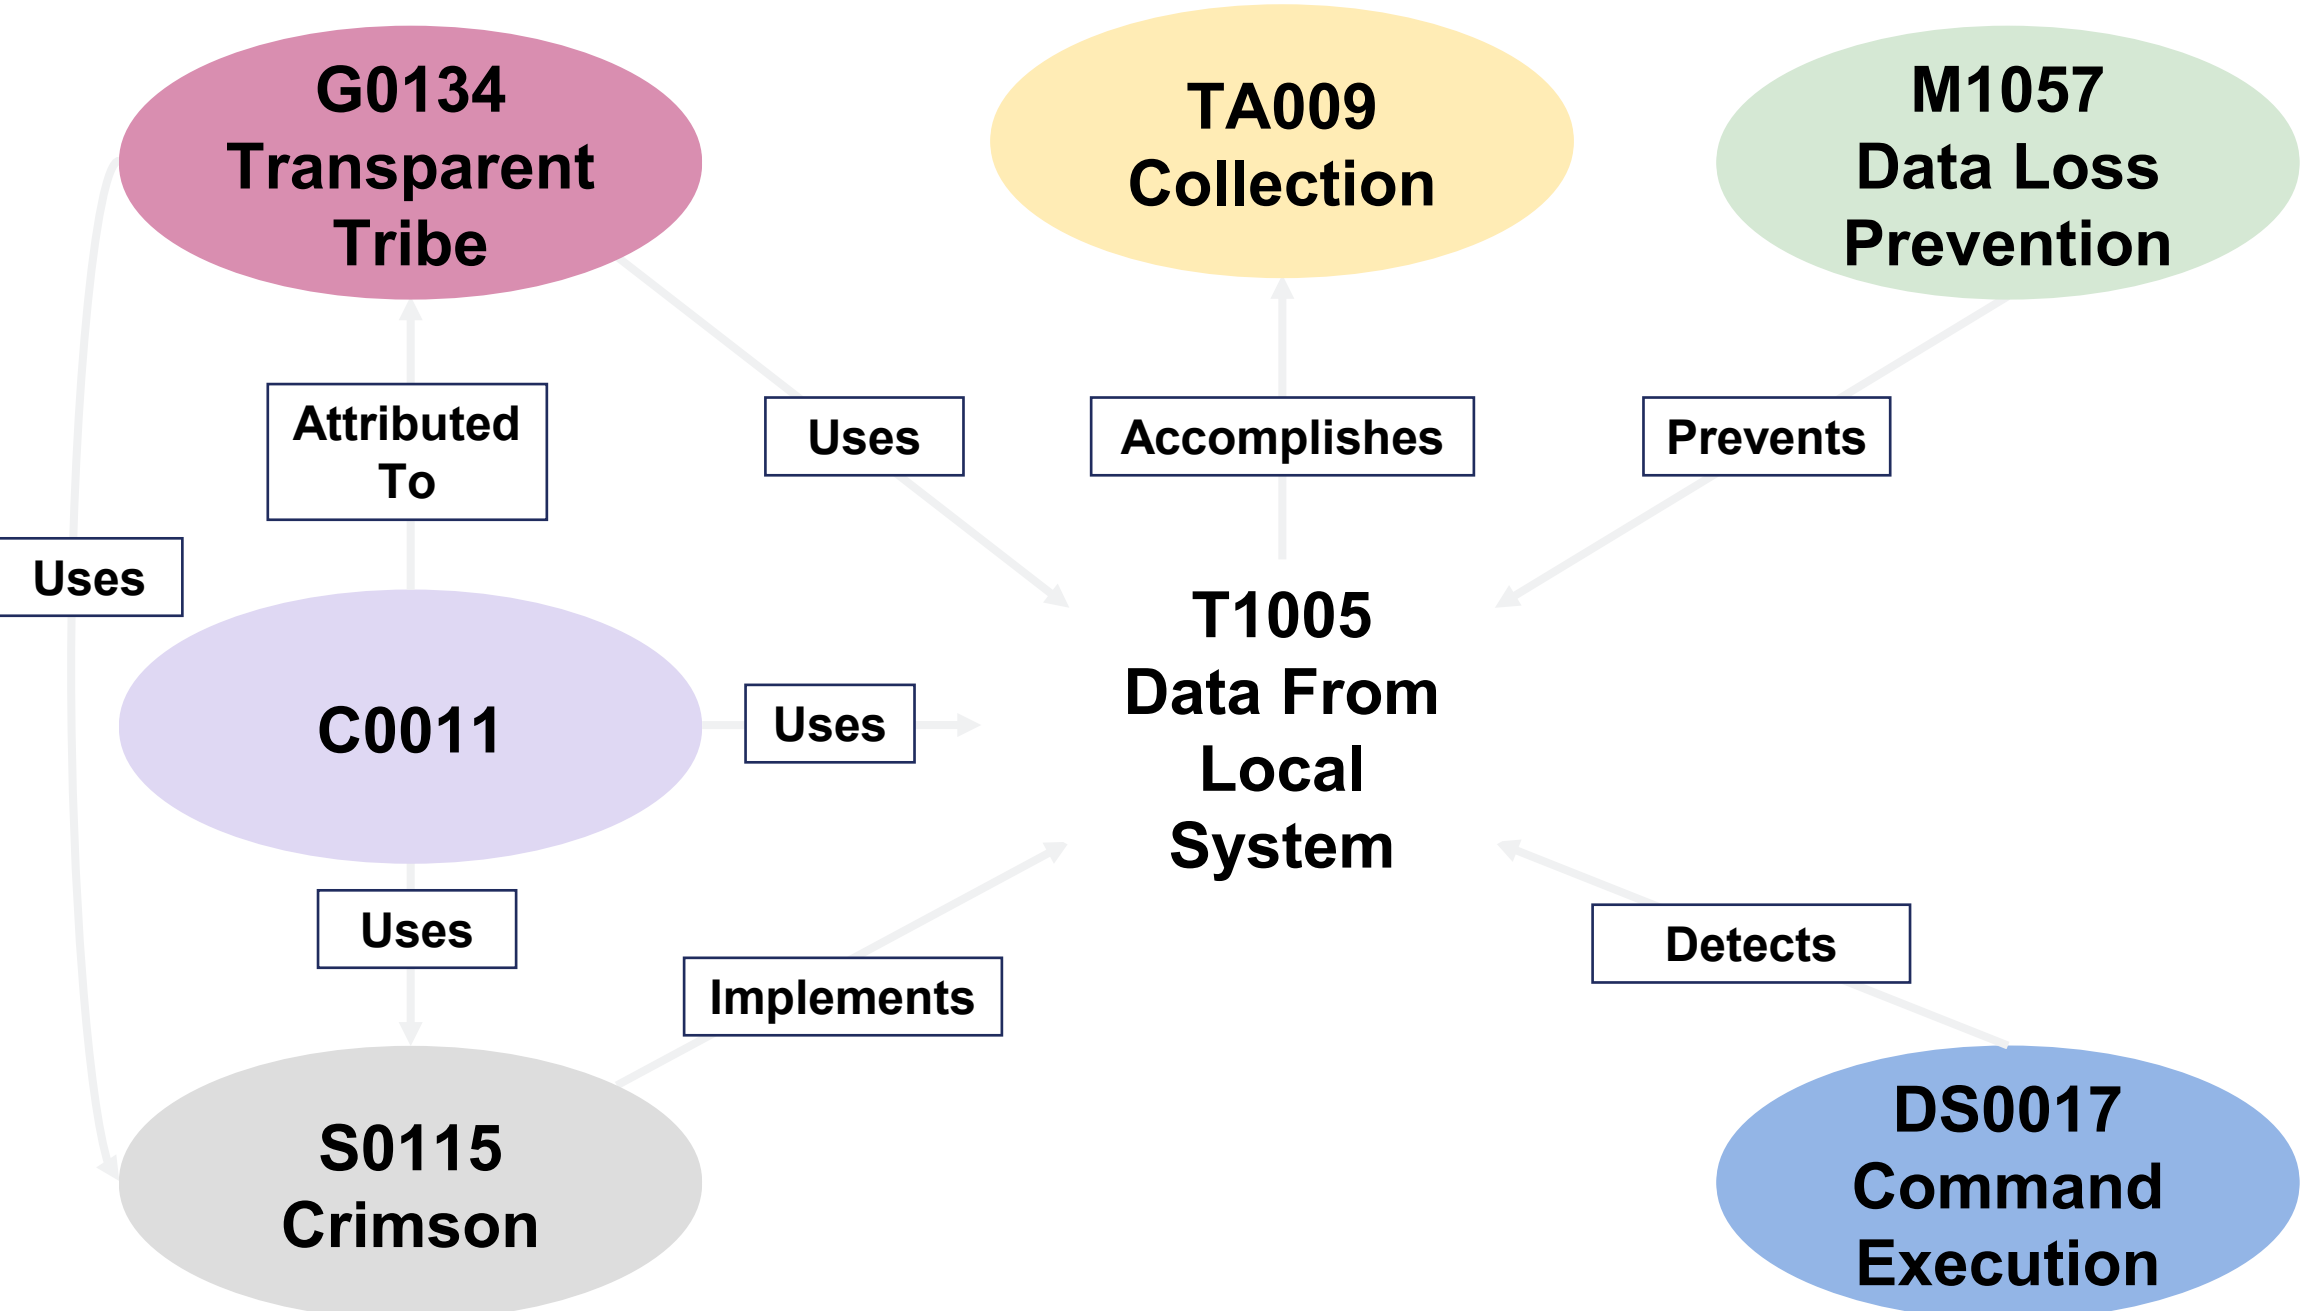 G0134
Transparent
Tribe
TA009
Collection
M1057
Data Loss
Prevention
Attributed
To
Uses
Accomplishes
Prevents
Uses
T1005
Data From
Local
System
C0011
Uses
Uses
Implements
Detects
S0115
Crimson
DS0017
Command
Execution